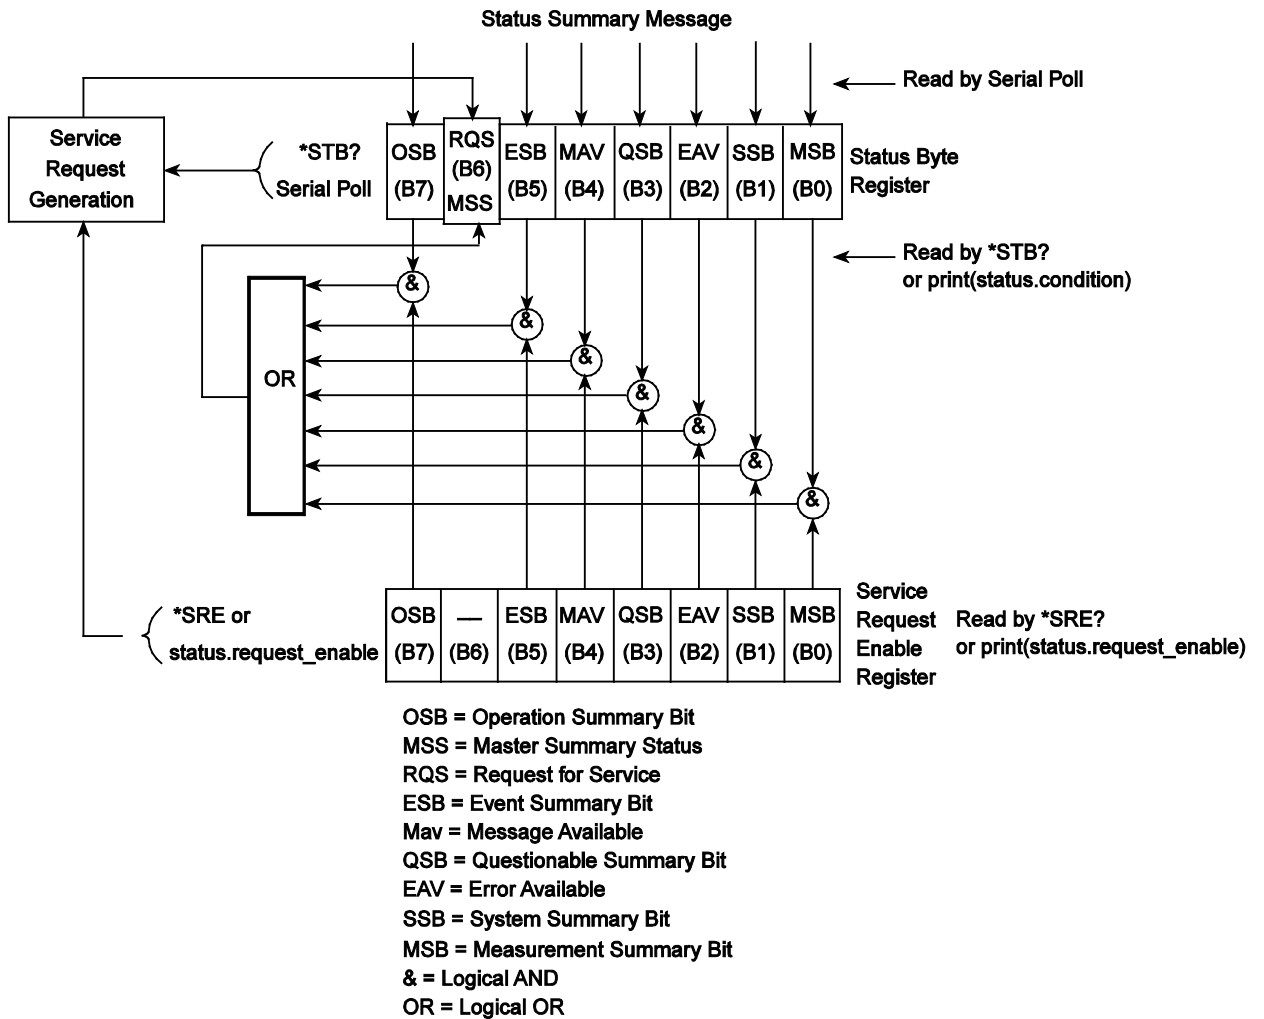 Status Summary Message
Read by Serial Poll
Service
Request
Generation
*STB?
Serial Poll
OSB
(B7)
RQS
(B6)
MSS
ESB
(B5)
MAV
(B4)
QSB
(B3)
EAV
(B2)
SSB
(B1)
MSB
(B0)
Status Byte
Register
Read by *STB?
or print(status.condition)
&
&
&
&
&
&
&
OR
*SRE or
status.request_enable
OSB
(B7)
—
(B6)
ESB
(B5)
MAV
(B4)
QSB
(B3)
EAV
(B2)
SSB
(B1)
MSB
(B0)
Service
Request
Enable
Register
Read by *SRE?
or print(status.request_enable)
OSB = Operation Summary Bit
MSS = Master Summary Status
RQS = Request for Service
ESB = Event Summary Bit
Mav = Message Available
QSB = Questionable Summary Bit
EAV = Error Available
SSB = System Summary Bit
MSB = Measurement Summary Bit
& = Logical AND
OR = Logical OR